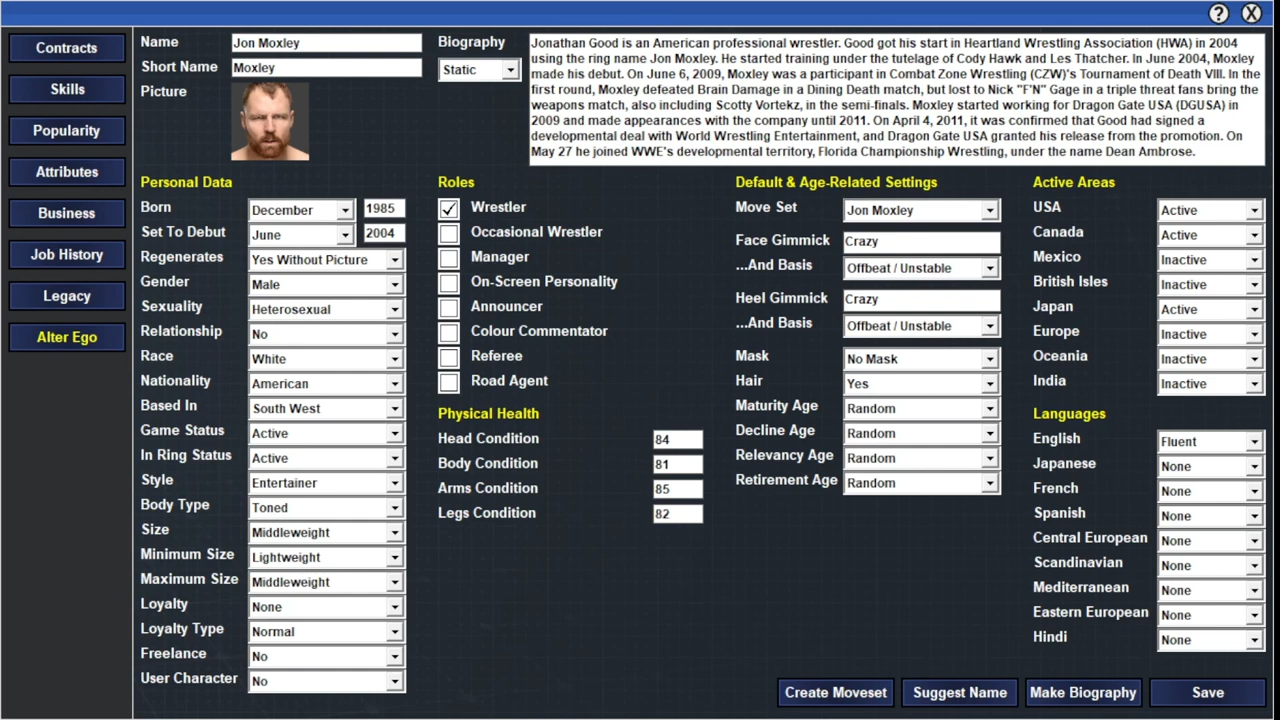 ? X
Contracts
Skills
Popularity
Attributes
Business
Job History
Legacy
Alter Ego
Name Jon Moxley
Short Name Moxley
Picture
Biography
Static
Jonathan Good is an American professional wrestler. Good got his start in Heartland Wrestling Association (HWA) in 2004
using the ring name Jon Moxley. He started training under the tutelage of Cody Hawk and Les Thatcher. In June 2004, Moxley
made his debut. On June 6, 2009, Moxley was a participant in Combat Zone Wrestling (CZW)'s Tournament of Death VIII. In the
first round, Moxley defeated Brain Damage in a Dining Death match, but lost to Nick "F'N" Gage in a triple threat fans bring the
weapons match, also including Scotty Vortekz, in the semi-finals. Moxley started working for Dragon Gate USA (DGUSA) in
2009 and made appearances with the company until 2011. On April 4, 2011, it was confirmed that Good had signed a
developmental deal with World Wrestling Entertainment, and Dragon Gate USA granted his release from the promotion. On
May 27 he joined WWE's developmental territory, Florida Championship Wrestling, under the name Dean Ambrose.
Personal Data
Born December 1985
Set To Debut June 2004
Regenerates Yes Without Picture
Gender Male
Sexuality Heterosexual
Relationship No
Race White
Nationality American
Based In South West
Game Status Active
In Ring Status Active
Style Entertainer
Body Type Toned
Size Middleweight
Minimum Size Lightweight
Maximum Size Middleweight
Loyalty None
Loyalty Type Normal
Freelance No
User Character No
Roles
Wrestler
Occasional Wrestler
Manager
On-Screen Personality
Announcer
Colour Commentator
Referee
Road Agent
Physical Health
Head Condition 84
Body Condition 81
Arms Condition 85
Legs Condition 82
Default & Age-Related Settings
Move Set Jon Moxley
Face Gimmick Crazy
...And Basis Offbeat / Unstable
Heel Gimmick Crazy
...And Basis Offbeat / Unstable
Mask No Mask
Hair Yes
Maturity Age Random
Decline Age Random
Relevancy Age Random
Retirement Age Random
Active Areas
USA Active
Canada Active
Mexico Inactive
British Isles Inactive
Japan Active
Europe Inactive
Oceania Inactive
India Inactive
Languages
English Fluent
Japanese None
French None
Spanish None
Central European None
Scandinavian None
Mediterranean None
Eastern European None
Hindi None
Create Moveset
Suggest Name
Make Biography
Save